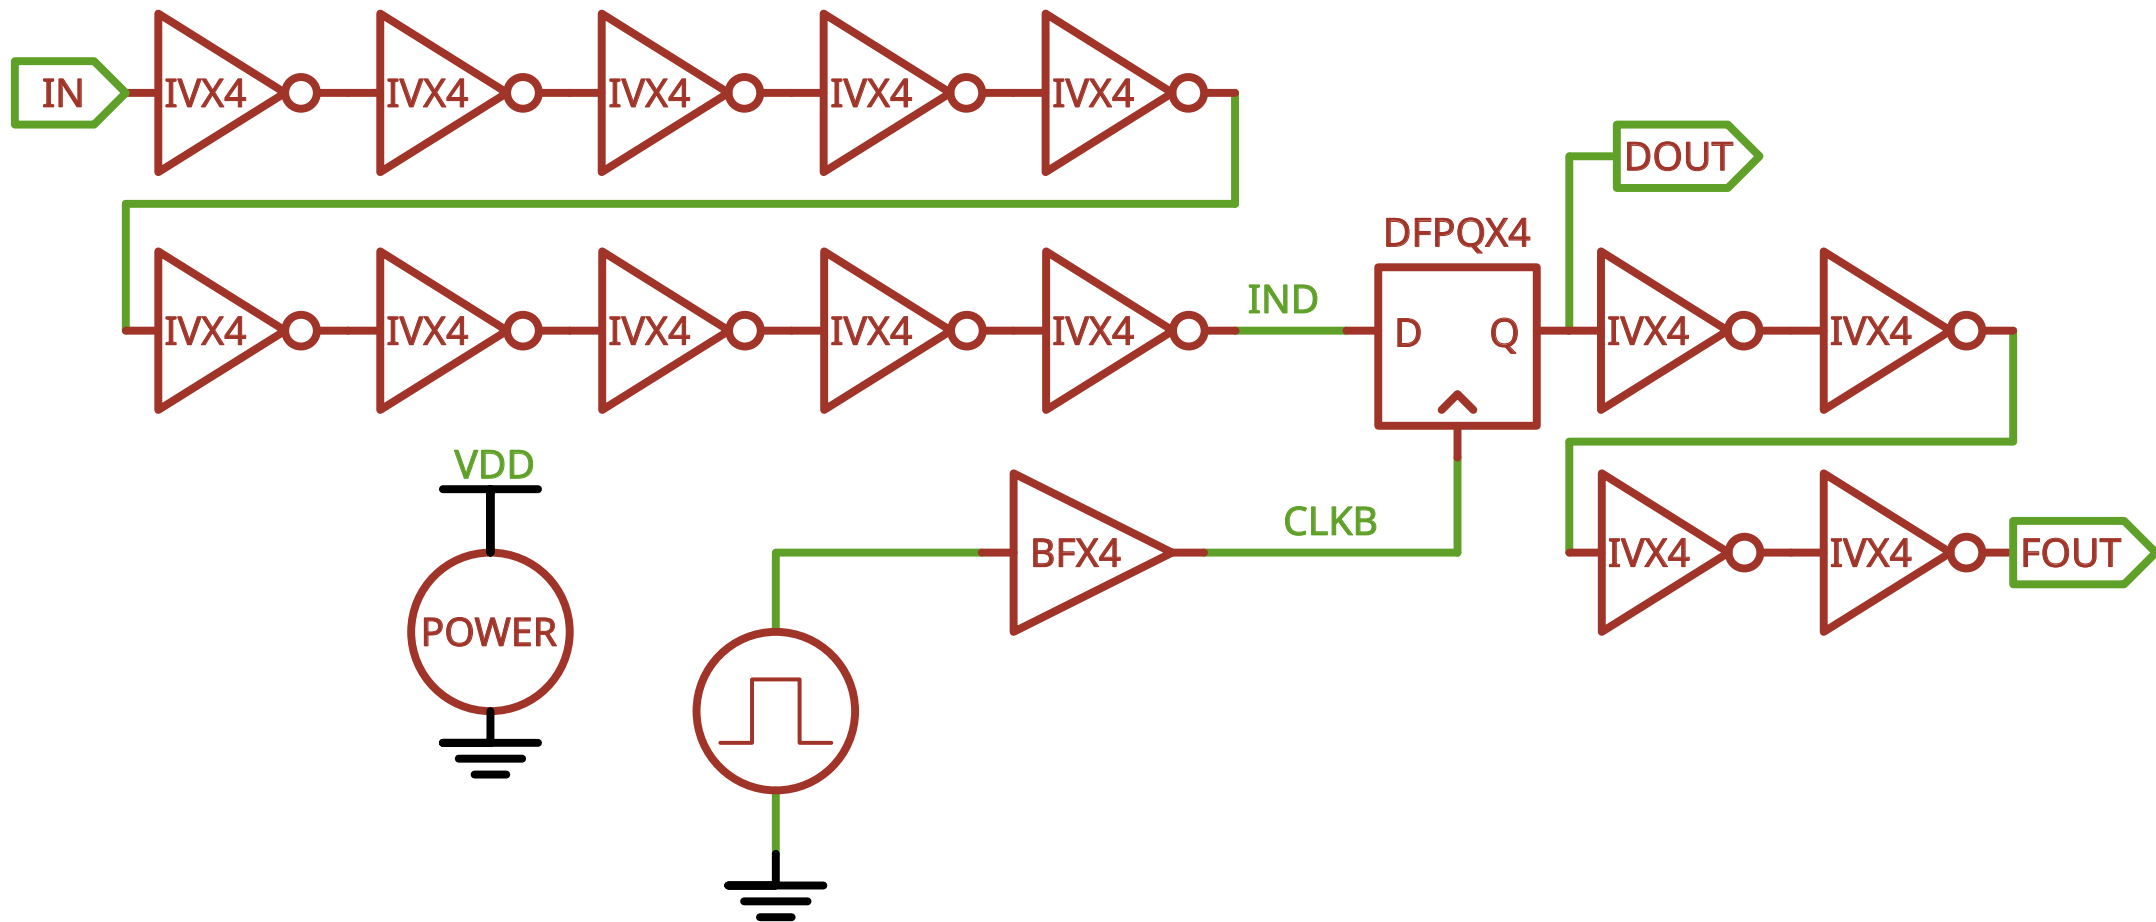 IN
IVX4
IVX4
IVX4
IVX4
IVX4
DOUT
DFPQX4
IVX4
IVX4
IVX4
IVX4
IVX4
IND
D
Q
IVX4
IVX4
VDD
CLKB
BFX4
IVX4
IVX4
FOUT
POWER